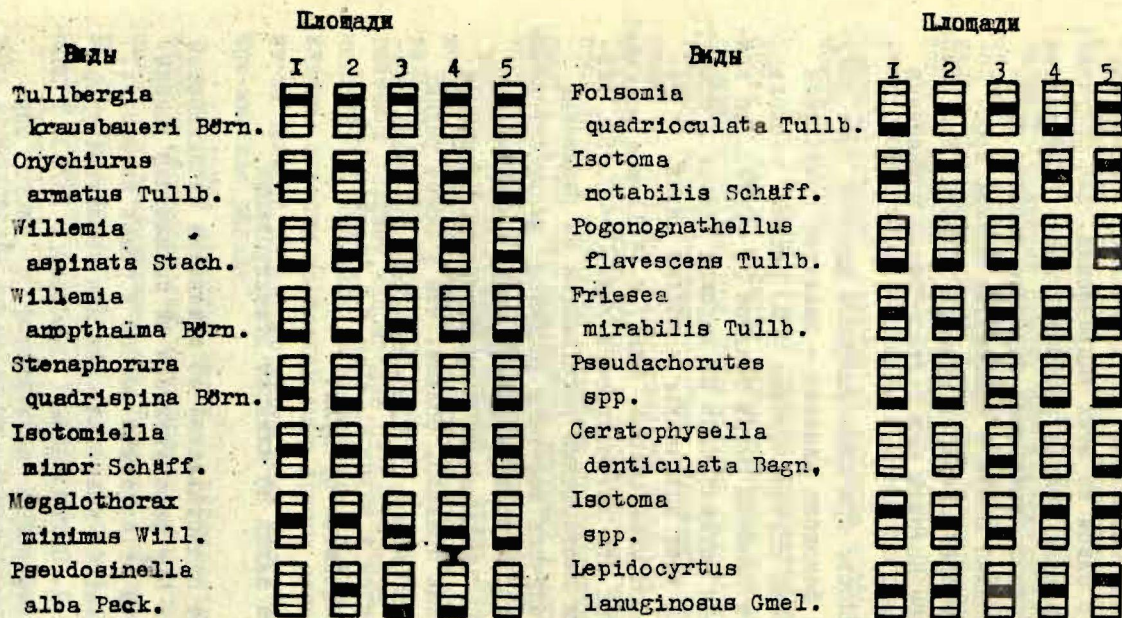 Площади
Виды
I 2 3 4 5
Tullbergia
krausbaueri Börn.
Onychiurus
armatus Tullb.
Willemia
aspinata Stach.
Willemia
anopthalma Börn.
Stenaphorura
quadrispina Börn.
Isotomiella
minor Schäff.
Megalothorax
minimus Will.
Pseudosinella
alba Pack.
Площади
Виды
I 2 3 4 5
Folsomia
quadrioculata Tullb.
Isotoma
notabilis Schäff.
Pogonognathellus
flavescens Tullb.
Friesea
mirabilis Tullb.
Pseudachorutes
spp.
Ceratophysella
denticulata Bagn.
Isotoma
spp.
Lepidocyrtus
lanuginosus Gmel.